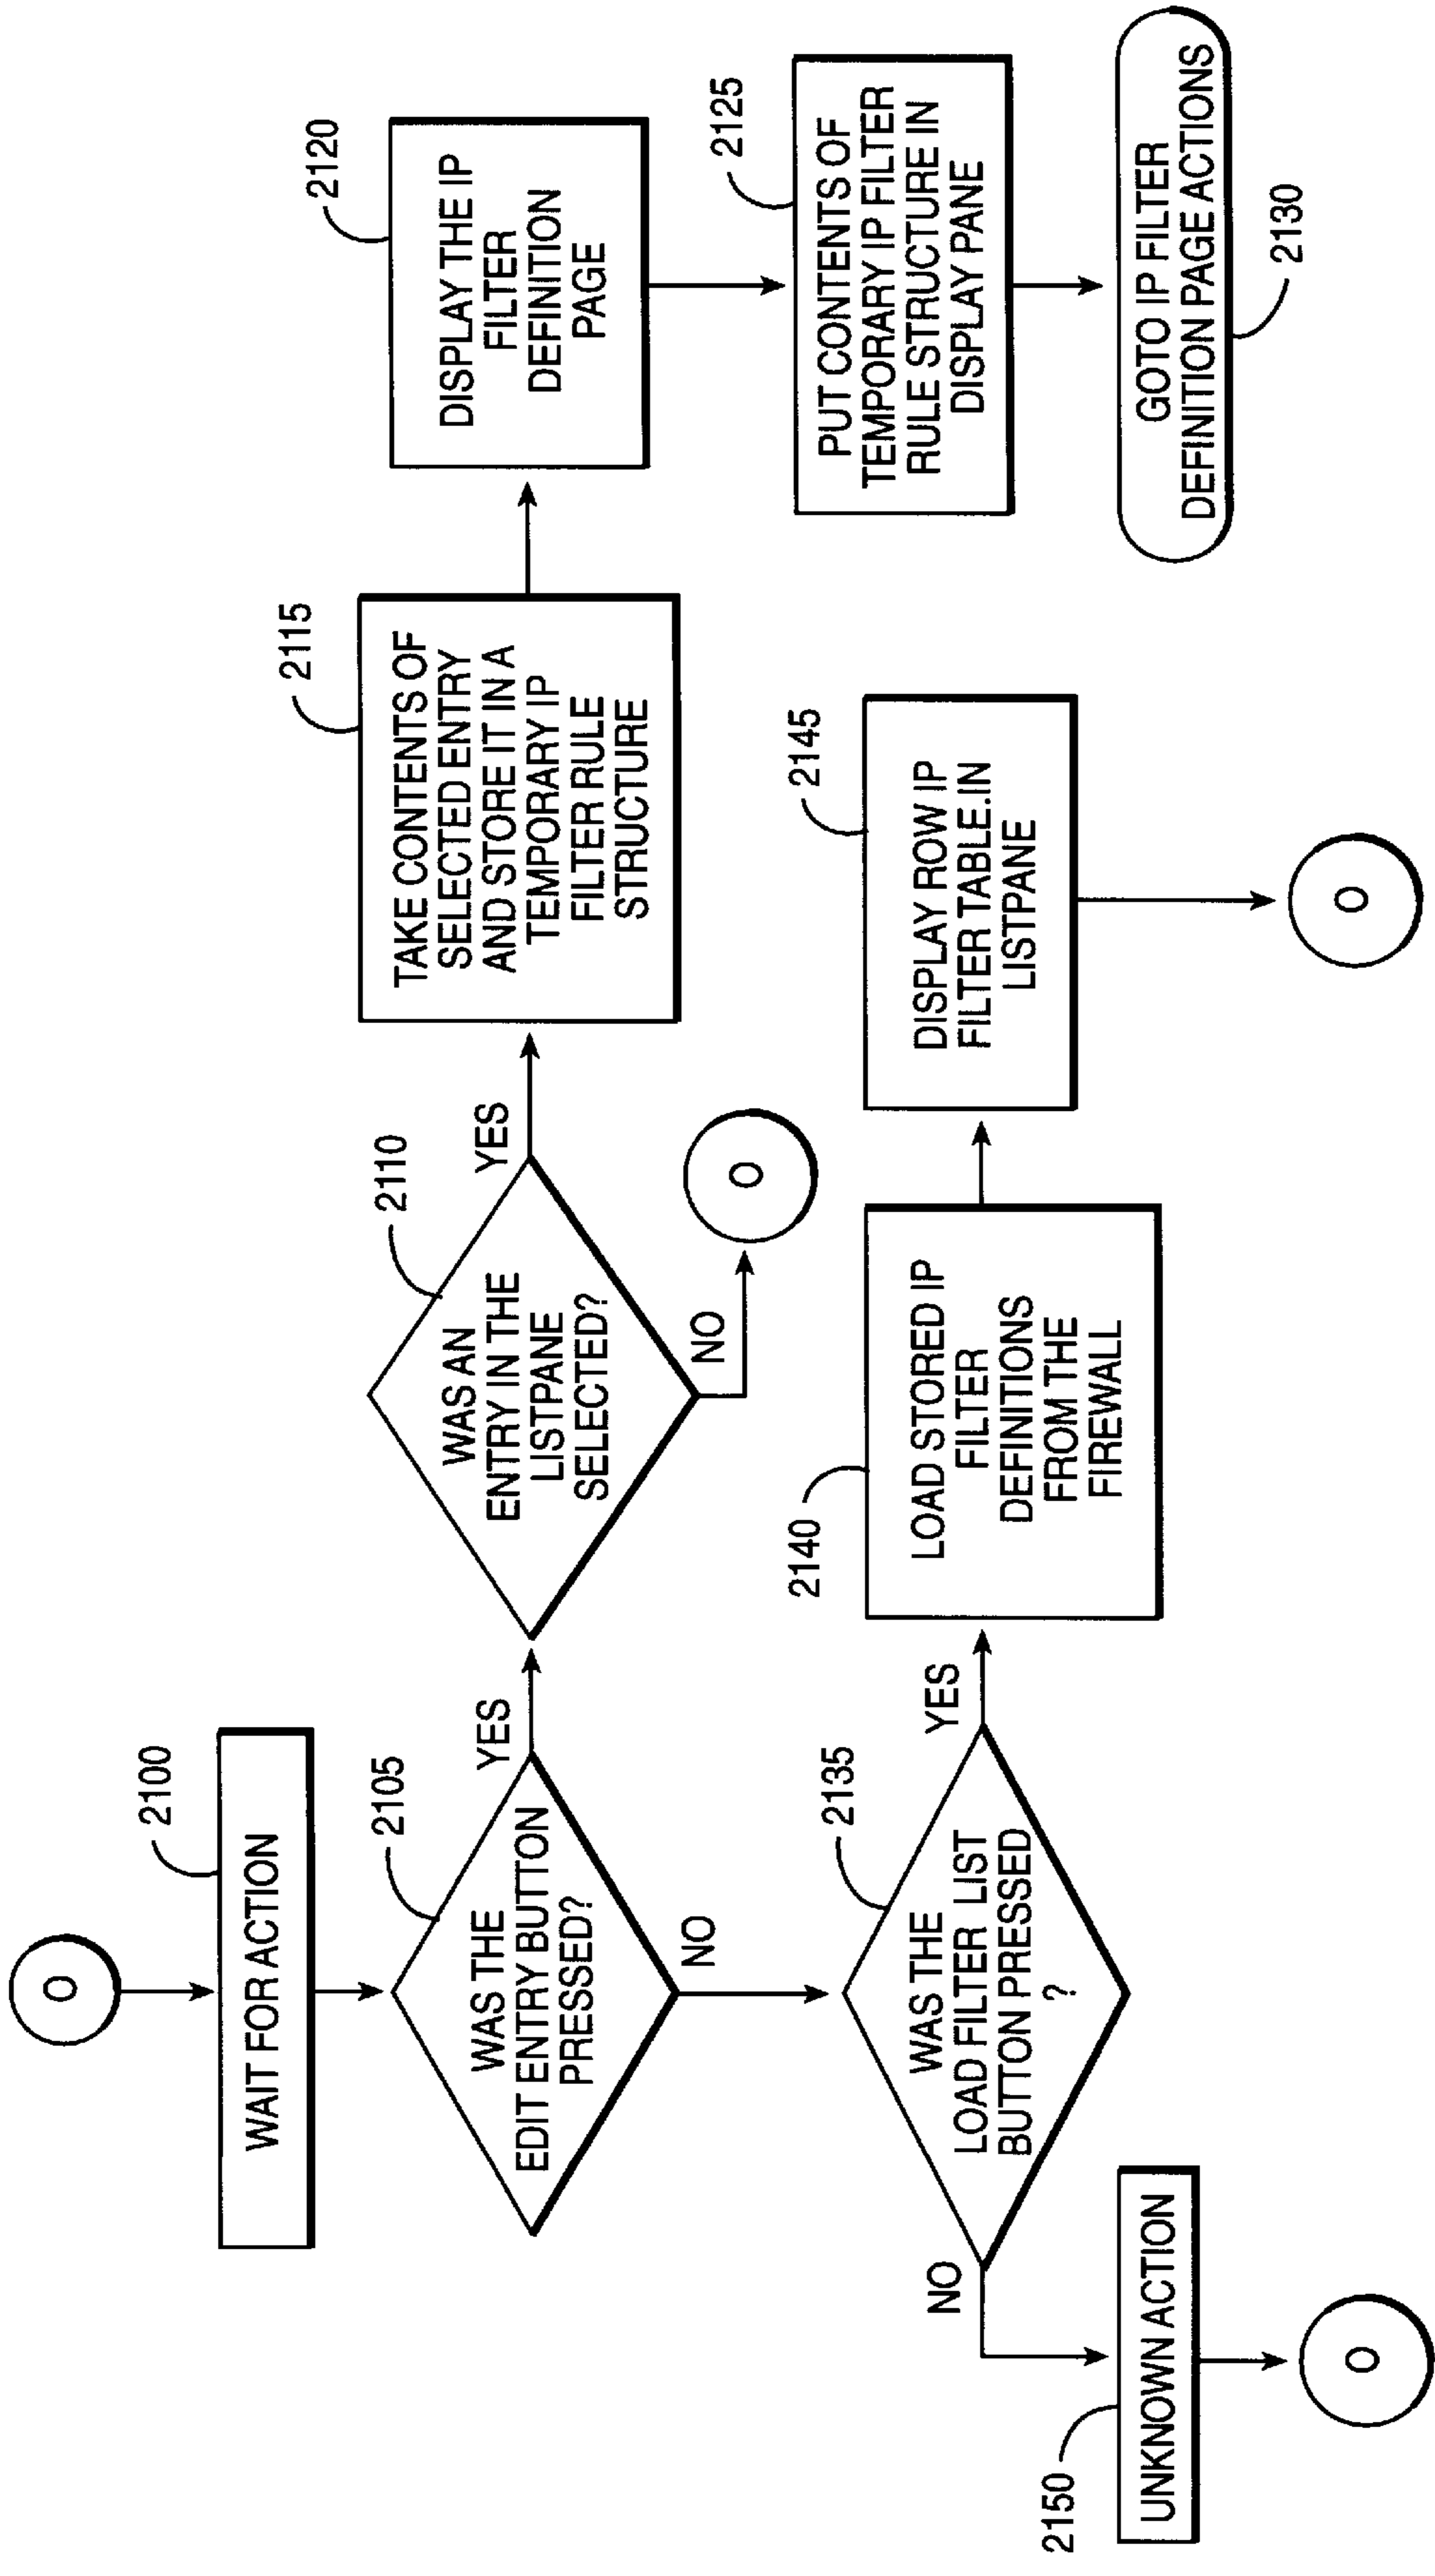 O
2100
WAIT FOR ACTION
2105
WAS THE
EDIT ENTRY BUTTON
PRESSED?
YES
NO
2110
WAS AN
ENTRY IN THE
LISTPANE
SELECTED?
YES
NO
O
2115
TAKE CONTENTS OF
SELECTED ENTRY
AND STORE IT IN A
TEMPORARY IP
FILTER RULE
STRUCTURE
2120
DISPLAY THE IP
FILTER
DEFINITION
PAGE
2125
PUT CONTENTS OF
TEMPORARY IP FILTER
RULE STRUCTURE IN
DISPLAY PANE
GOTO IP FILTER
DEFINITION PAGE ACTIONS
2130
2135
WAS THE
LOAD FILTER LIST
BUTTON PRESSED
?
YES
NO
2140
LOAD STORED IP
FILTER
DEFINITIONS
FROM THE
FIREWALL
2145
DISPLAY ROW IP
FILTER TABLE.IN
LISTPANE
O
2150
UNKNOWN ACTION
O